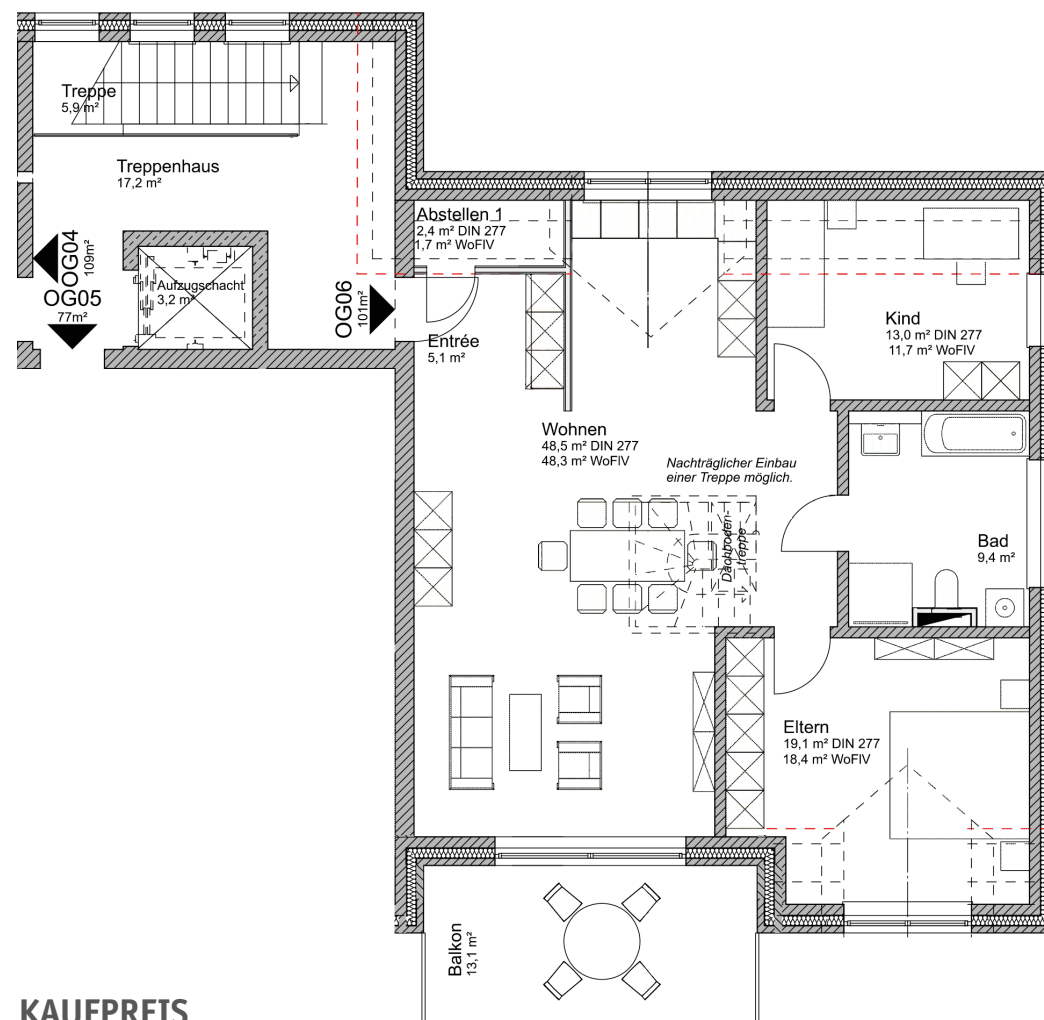 Treppe
5,9 m²
Treppenhaus
17,2 m²
Abstellen 1
2,4 m² DIN 277
1,7 m² WoFlV
OG04
109m²
OG05
77m²
Aufzugschacht
3,2 m²
OG06
101m²
Entrée
5,1 m²
Kind
13,0 m² DIN 277
11,7 m² WoFlV
Wohnen
48,5 m² DIN 277
48,3 m² WoFlV
Nachträglicher Einbau
einer Treppe möglich.
Dachboden-
treppe
Bad
9,4 m²
Eltern
19,1 m² DIN 277
18,4 m² WoFlV
Balkon
13,1 m²
KAUFPREIS